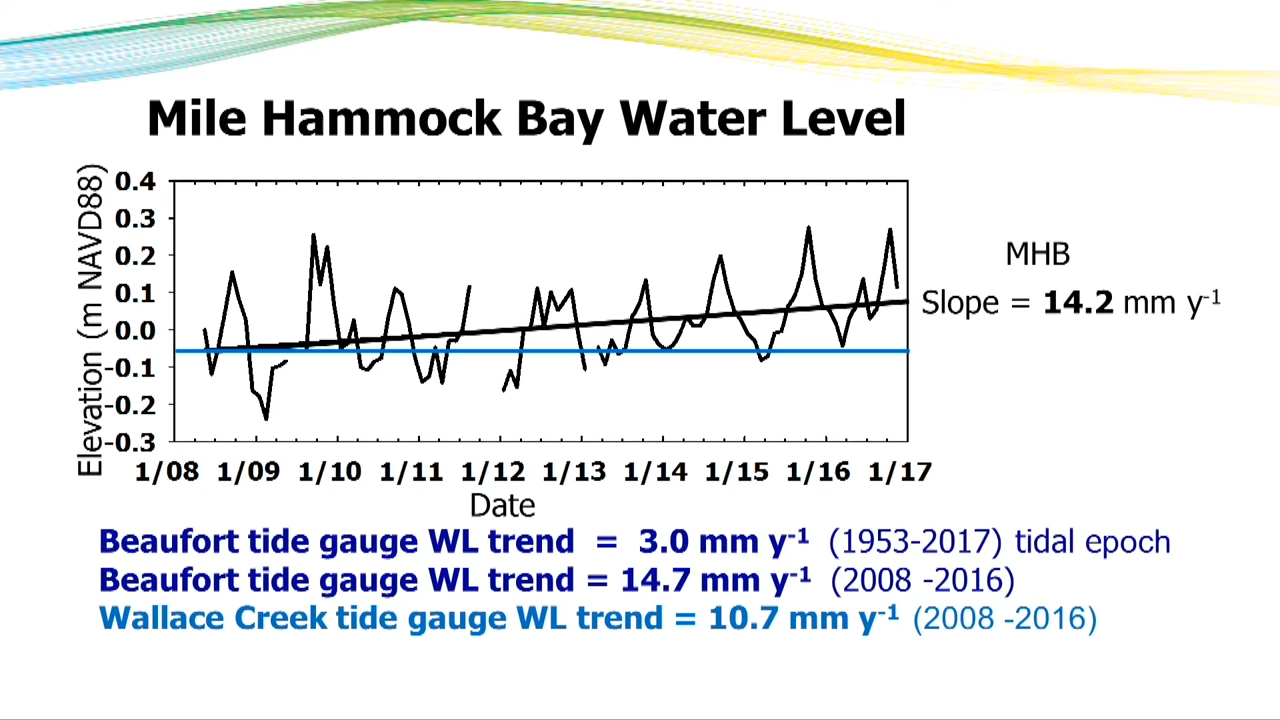 Mile Hammock Bay Water Level
Elevation (m NAVD88)
0.4
0.3
0.2
0.1
0.0
-0.1
-0.2
-0.3
1/08 1/09 1/10 1/11 1/12 1/13 1/14 1/15 1/16 1/17
Date
MHB
Slope = 14.2 mm y⁻¹
Beaufort tide gauge WL trend = 3.0 mm y⁻¹ (1953-2017) tidal epoch
Beaufort tide gauge WL trend = 14.7 mm y⁻¹ (2008 -2016)
Wallace Creek tide gauge WL trend = 10.7 mm y⁻¹ (2008 -2016)